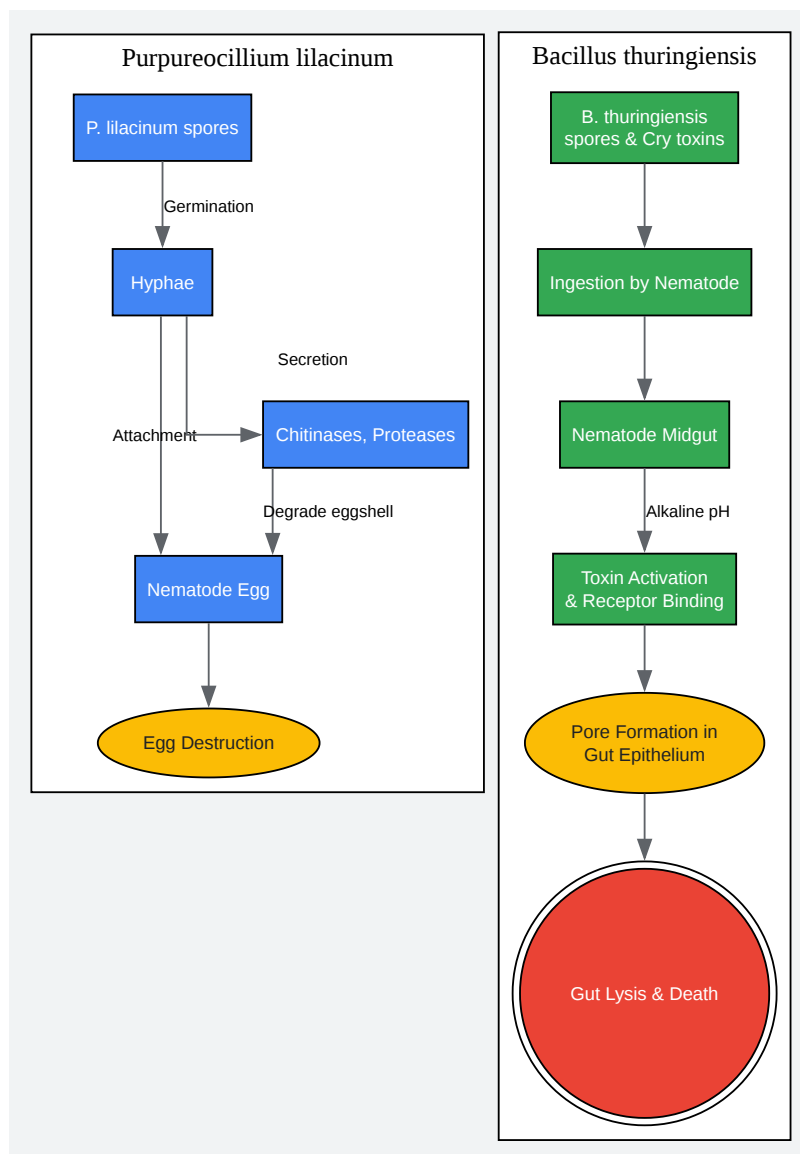 Purpureocillium lilacinum
P. lilacinum spores
Germination
Hyphae
Secretion
Attachment
Chitinases, Proteases
Degrade eggshell
Nematode Egg
Egg Destruction
Bacillus thuringiensis
B. thuringiensis
spores & Cry toxins
Ingestion by Nematode
Nematode Midgut
Alkaline pH
Toxin Activation
& Receptor Binding
Pore Formation in
Gut Epithelium
Gut Lysis & Death